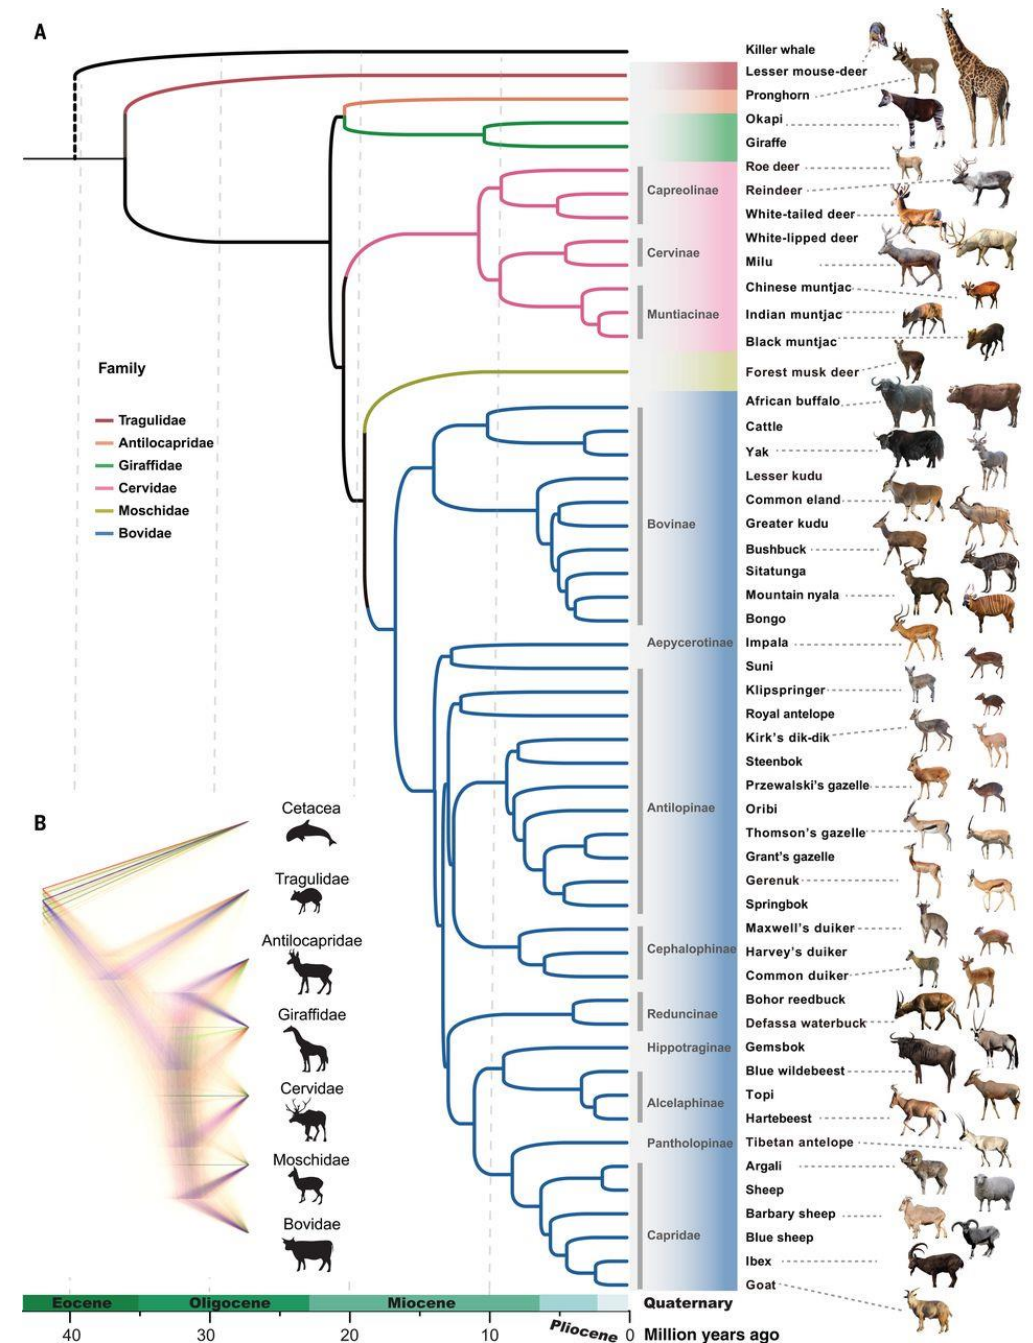 A
Killer whale
Lesser mouse-deer
Pronghorn
Okapi
Giraffe
Roe deer
Capreolinae
Reindeer
White-tailed deer
White-lipped deer
Cervinae
Milu
Chinese muntjac
Indian muntjac
Muntiacinae
Black muntjac
Family
Forest musk deer
African buffalo
Tragulidae
Cattle
Antilocapridae
Yak
Giraffidae
Lesser kudu
Cervidae
Common eland
Moschidae
Greater kudu
Bovinae
Bovidae
Bushbuck
Sitatunga
Mountain nyala
Bongo
Aepycerotinae
Impala
Suni
Klipspringer
Royal antelope
Kirk's dik-dik
Steenbok
Przewalski's gazelle
Antilopinae
Oribi
B
Cetacea
Thomson's gazelle
Grant's gazelle
Tragulidae
Gerenuk
Springbok
Maxwell's duiker
Antilocapridae
Cephalophinae
Harvey's duiker
Common duiker
Bohor reedbuck
Giraffidae
Reduncinae
Defassa waterbuck
Hippotraginae
Gemsbok
Blue wildebeest
Cervidae
Topi
Alcelaphinae
Hartebeest
Pantholopinae
Tibetan antelope
Moschidae
Argali
Sheep
Barbary sheep
Bovidae
Capridae
Blue sheep
Ibex
Goat
Eocene
Oligocene
Miocene
Quaternary
Pliocene
40
30
20
10
0
Million years ago